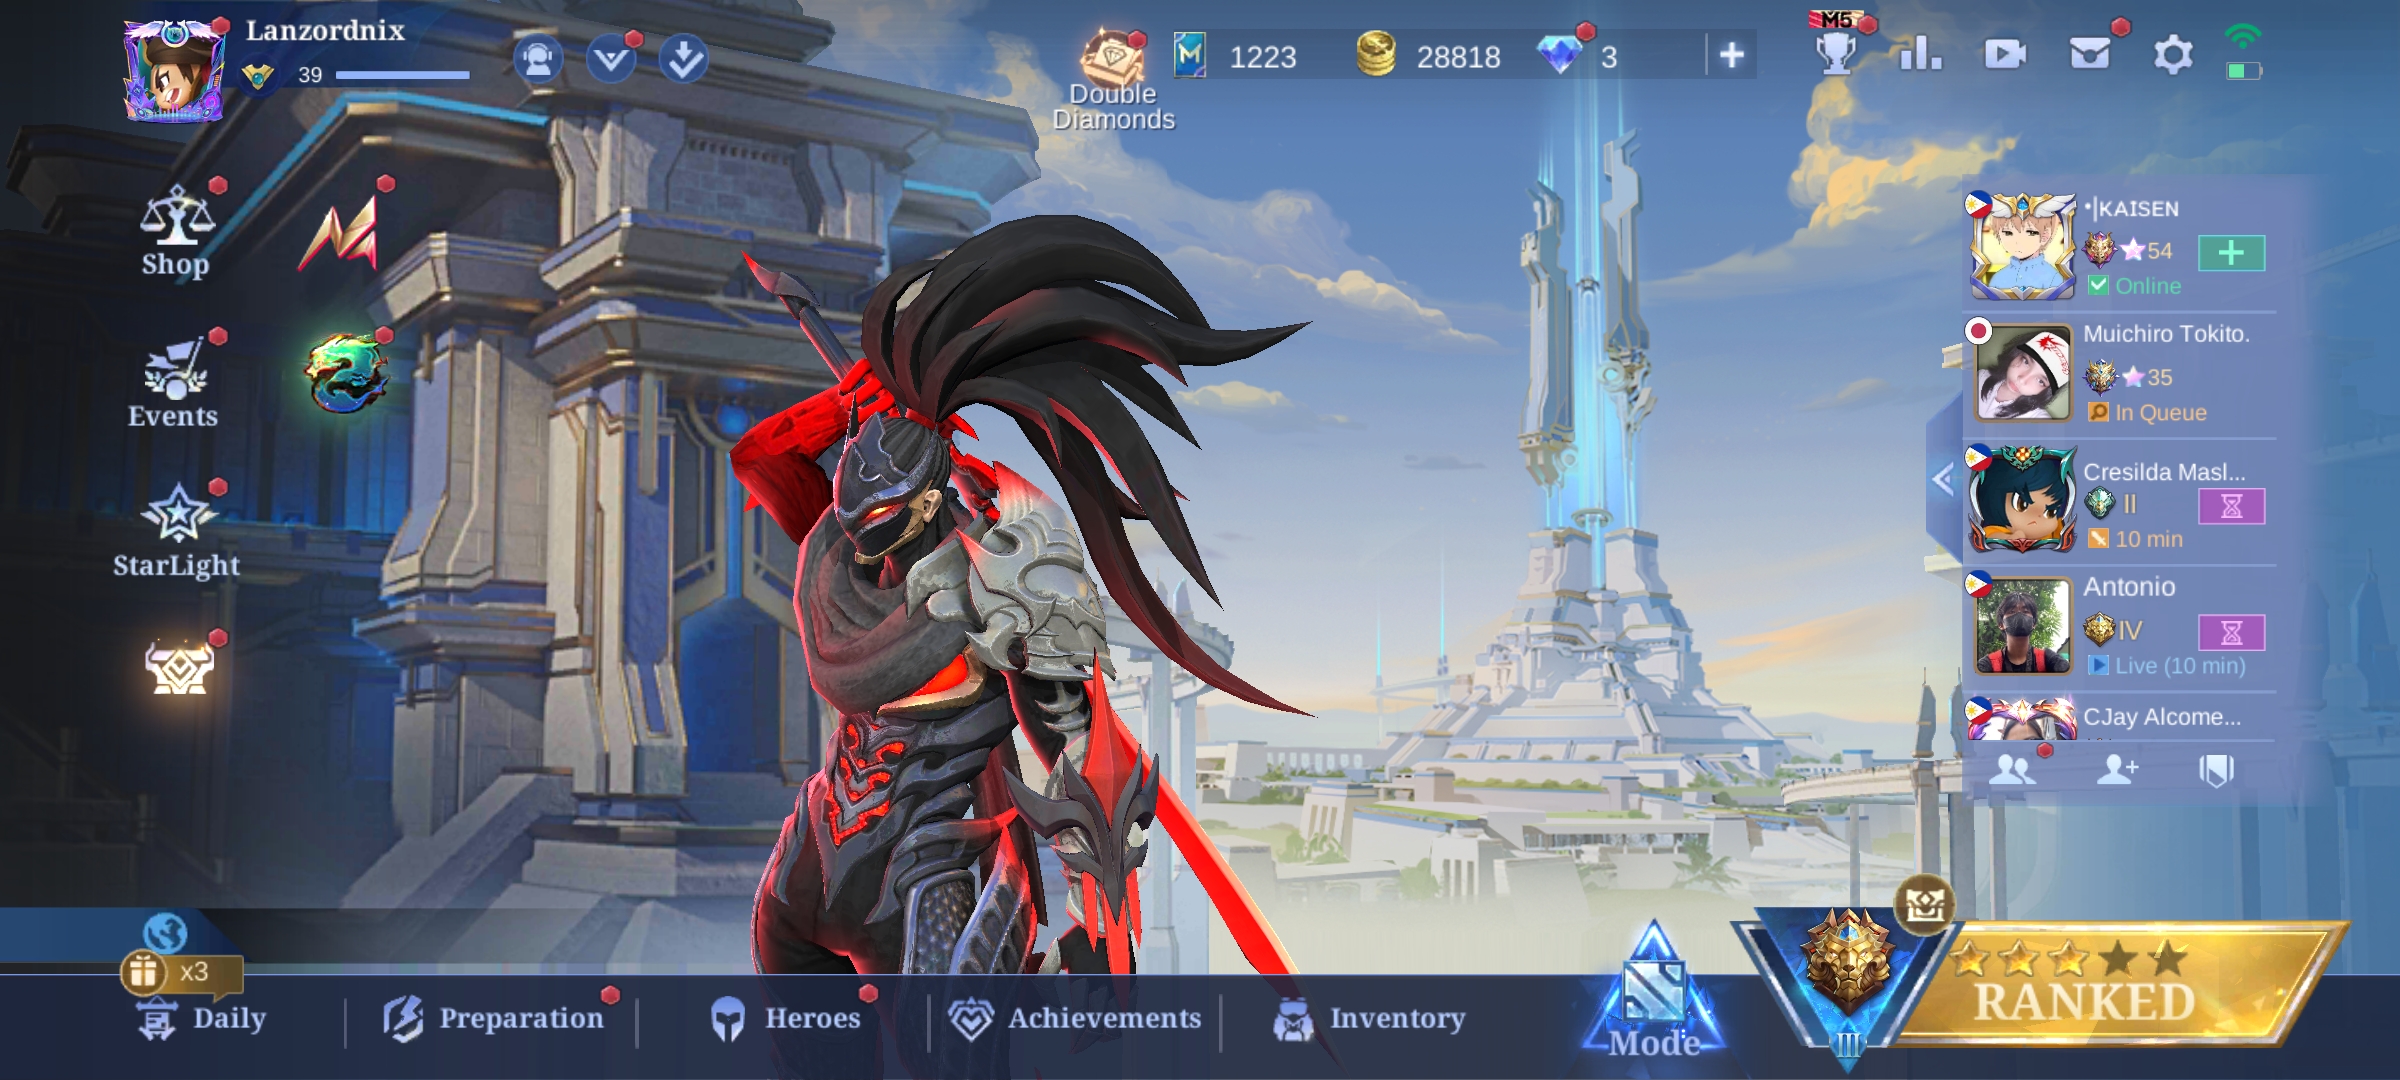 Lanzordnix
39
Double
Diamonds
1223
28818
3
M5
Shop
Events
StarLight
•|KAISEN
54
Online
Muichiro Tokito.
35
In Queue
Cresilda Masl...
II
10 min
Antonio
IV
Live (10 min)
CJay Alcome...
x3
Daily
Preparation
Heroes
Achievements
Inventory
Mode
RANKED
III